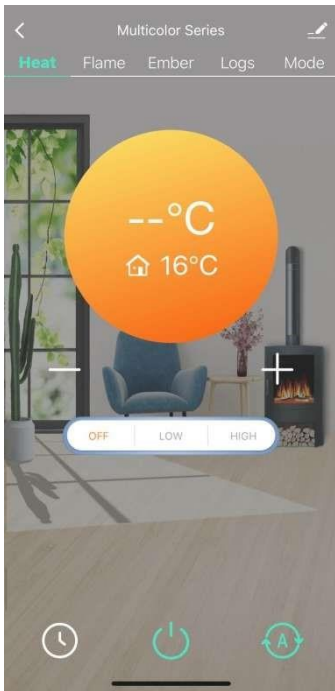 Multicolor Series
Heat Flame Ember Logs Mode
--°C
16°C
OFF LOW HIGH
A